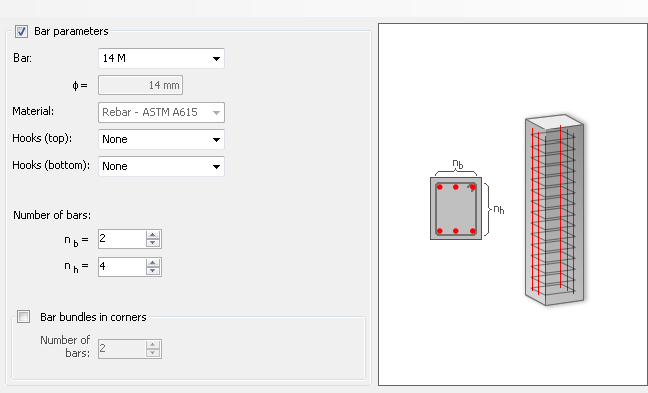 Bar parameters
Bar: 14 M
ϕ = 14 mm
Material: Rebar - ASTM A615
Hooks (top): None
Hooks (bottom): None
Number of bars:
n b = 2
n h = 4
Bar bundles in corners
Number of
bars: 2
nb
nh